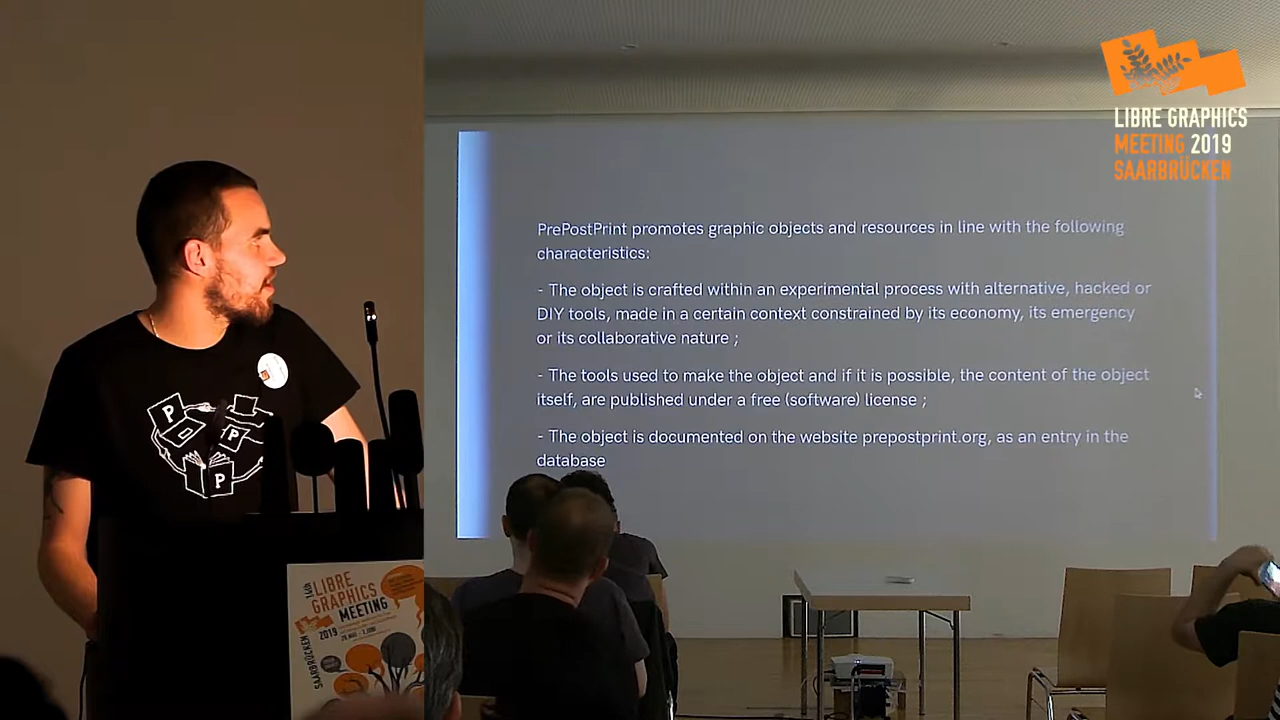 LIBRE GRAPHICS
MEETING 2019
SAARBRÜCKEN
PrePostPrint promotes graphic objects and resources in line with the following
characteristics:
- The object is crafted within an experimental process with alternative, hacked or
DIY tools, made in a certain context constrained by its economy, its emergency
or its collaborative nature ;
- The tools used to make the object and if it is possible, the content of the object
itself, are published under a free (software) license ;
- The object is documented on the website prepostprint.org, as an entry in the
database
P
P
P
14th
LIBRE
GRAPHICS
MEETING
2019
SAARBRÜCKEN